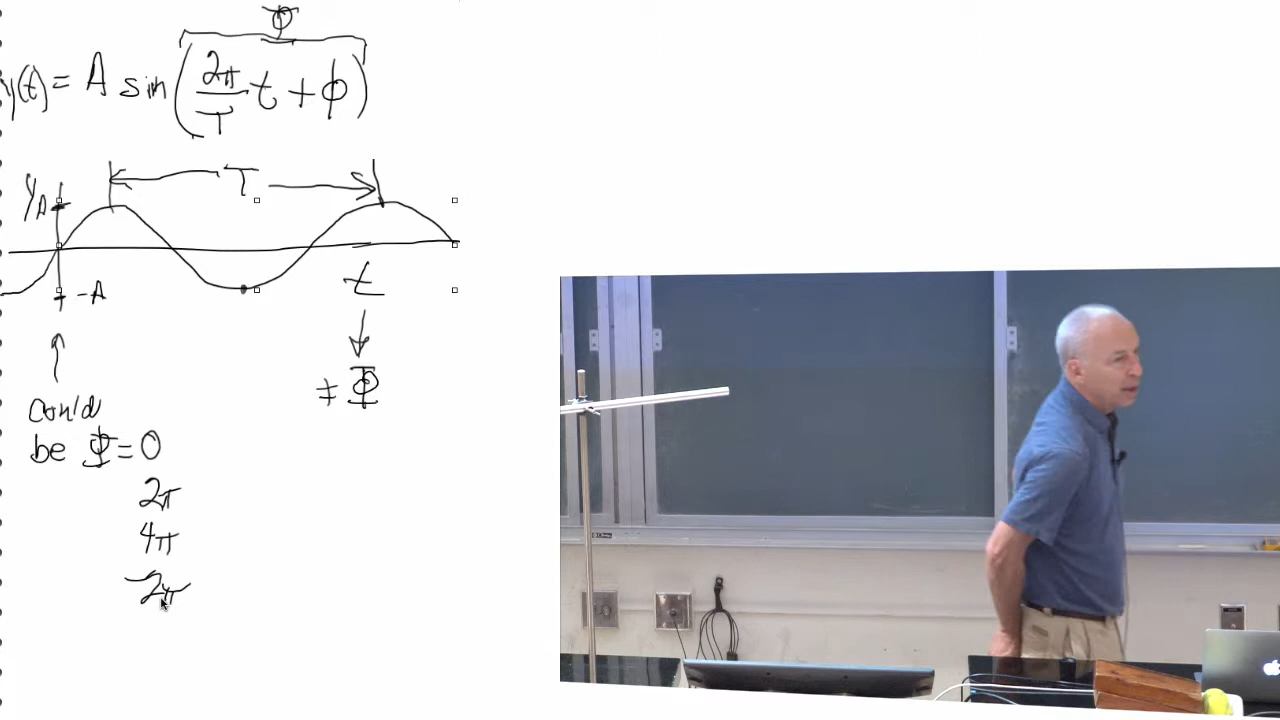 Φ
y(t) = A sin(2π/T t + ϕ)
T
y A
t
-A
≠ Φ
could
be Φ = 0
2π
4π
-2π